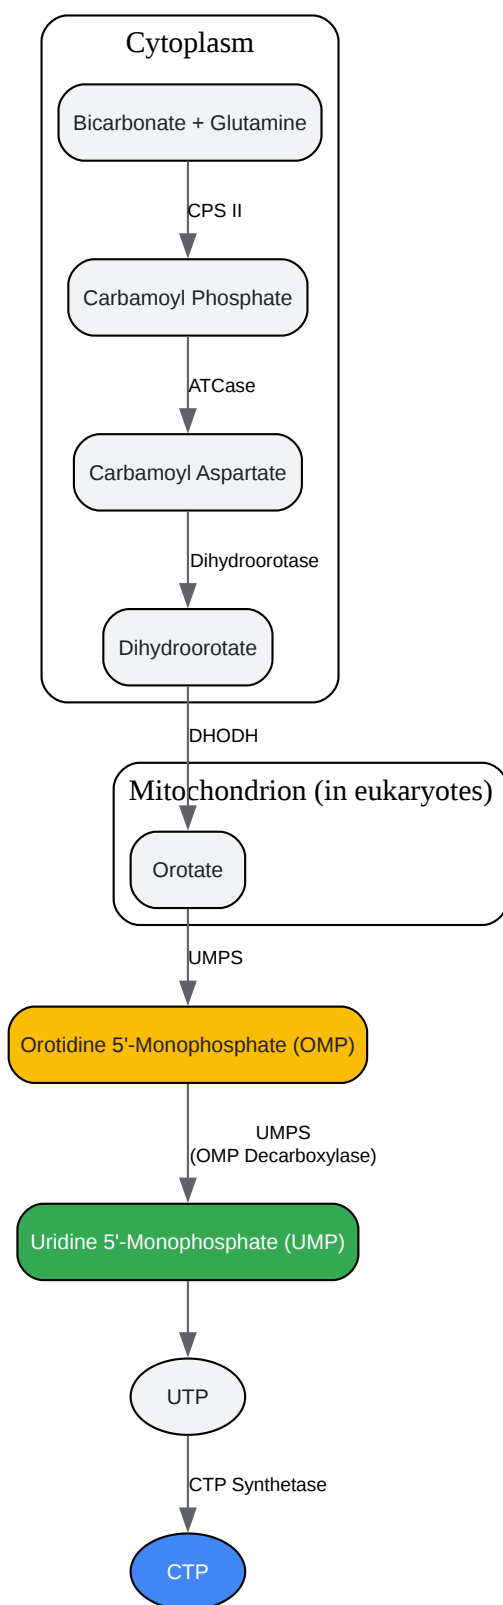 Cytoplasm
Bicarbonate + Glutamine
CPS II
Carbamoyl Phosphate
ATCase
Carbamoyl Aspartate
Dihydroorotase
Dihydroorotate
DHODH
Mitochondrion (in eukaryotes)
Orotate
UMPS
Orotidine 5'-Monophosphate (OMP)
UMPS
(OMP Decarboxylase)
Uridine 5'-Monophosphate (UMP)
UTP
CTP Synthetase
CTP